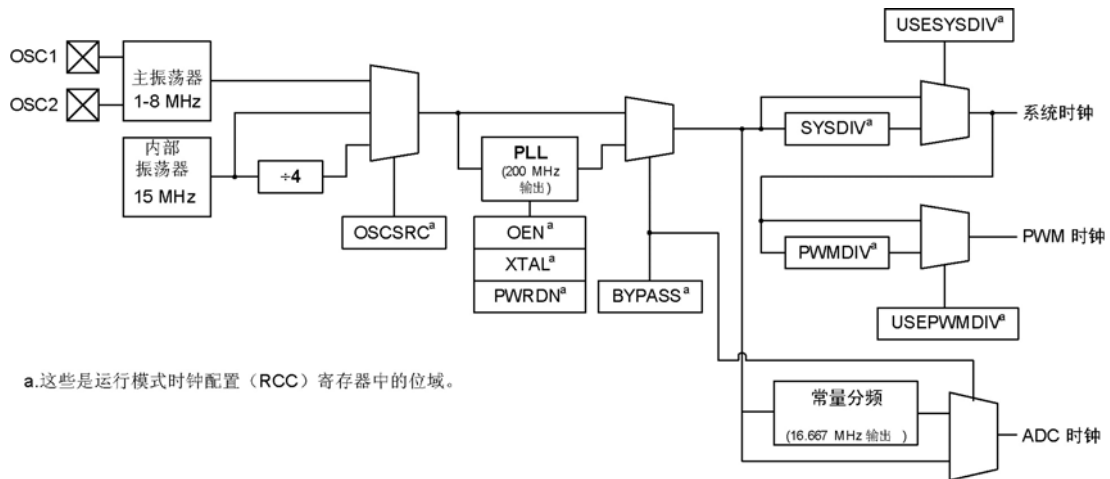 OSC1
OSC2
主振荡器
1-8 MHz
内部
振荡器
15 MHz
÷4
OSCSRCᵃ
PLL
(200 MHz
输出)
OENᵃ
XTALᵃ
PWRDNᵃ
BYPASSᵃ
USESYSDIVᵃ
SYSDIVᵃ
系统时钟
PWMDIVᵃ
PWM 时钟
USEPWMDIVᵃ
常量分频
(16.667 MHz 输出 )
ADC 时钟
a.这些是运行模式时钟配置（RCC）寄存器中的位域。